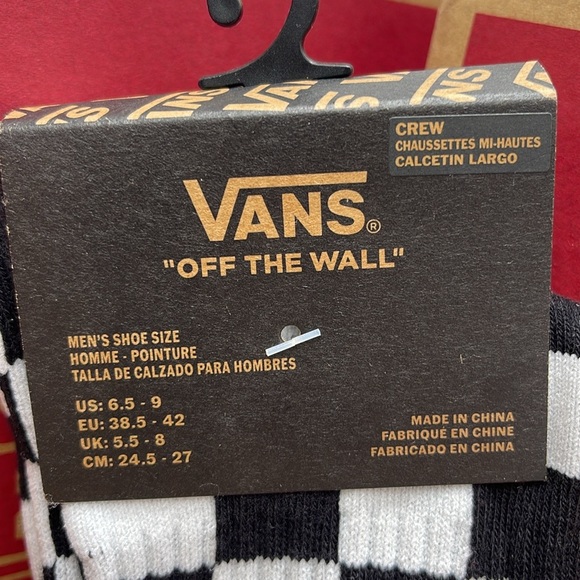 VANS
VANS
CREW
CHAUSSETTES MI-HAUTES
CALCETIN LARGO
VANS®
"OFF THE WALL"
MEN'S SHOE SIZE
HOMME - POINTURE
TALLA DE CALZADO PARA HOMBRES
US: 6.5 - 9
EU: 38.5 - 42
UK: 5.5 - 8
CM: 24.5 - 27
MADE IN CHINA
FABRIQUÉ EN CHINE
FABRICADO EN CHINA